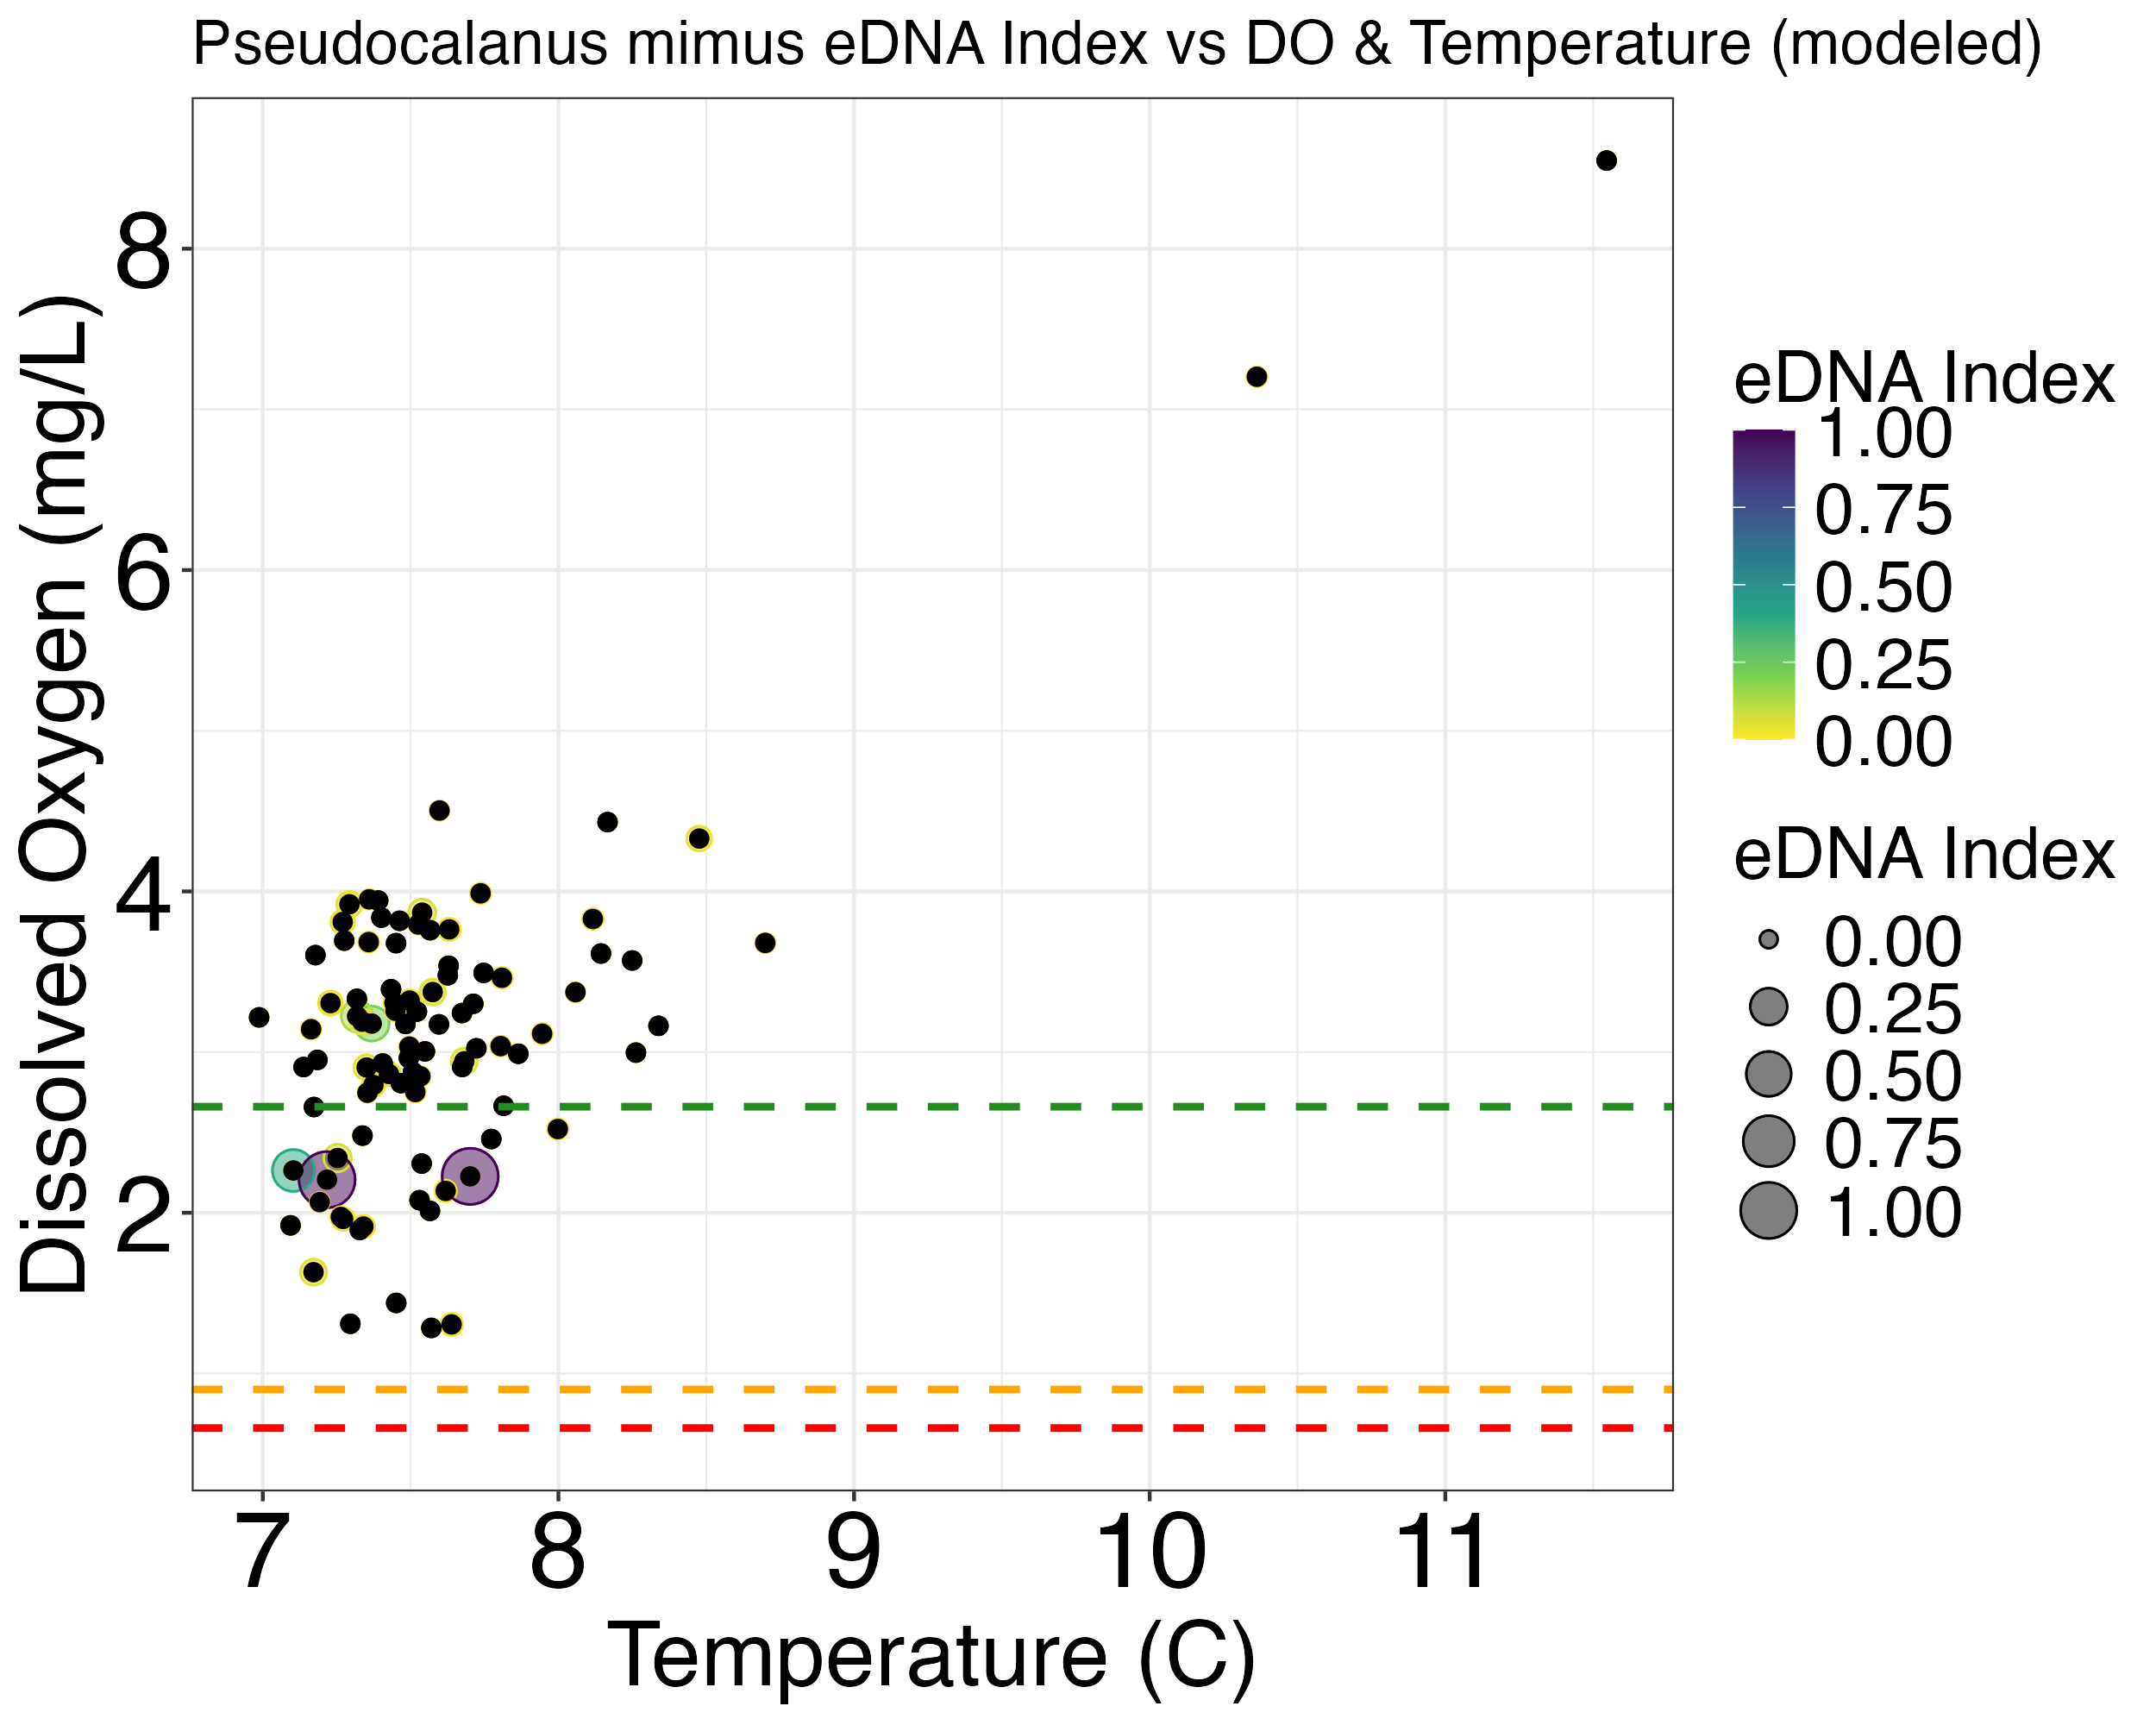 Pseudocalanus mimus eDNA Index vs DO & Temperature (modeled)
Dissolved Oxygen (mg/L)
8
6
4
2
7 8 9 10 11
Temperature (C)
eDNA Index
1.00
0.75
0.50
0.25
0.00
eDNA Index
0.00
0.25
0.50
0.75
1.00